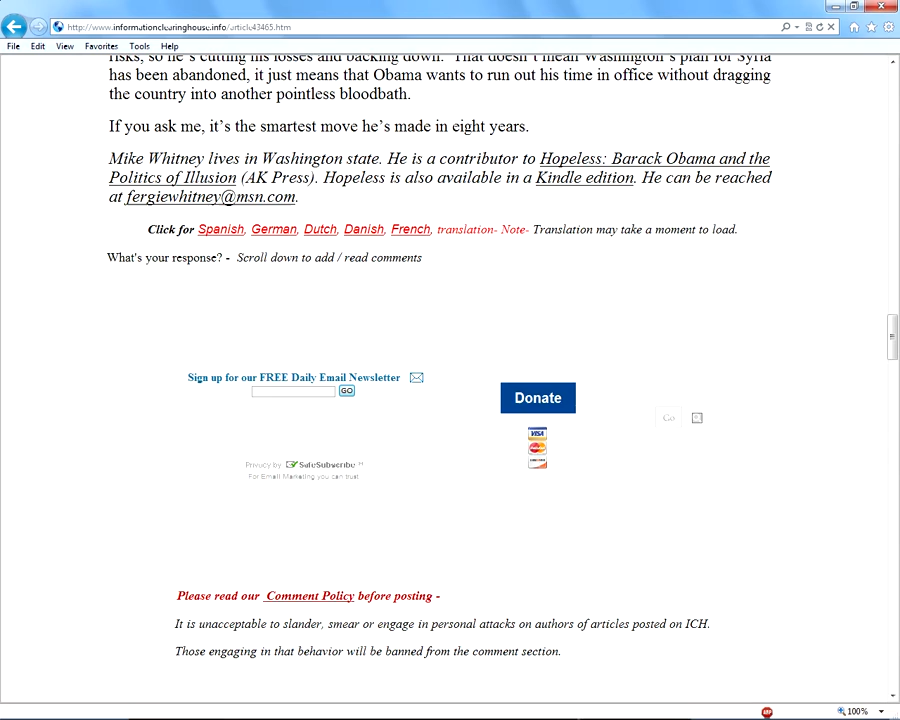 http://www.informationclearinghouse.info/article43465.htm
File Edit View Favorites Tools Help
risks, so he's cutting his losses and backing down. That doesn't mean Washington's plan for Syria
has been abandoned, it just means that Obama wants to run out his time in office without dragging
the country into another pointless bloodbath.
If you ask me, it's the smartest move he's made in eight years.
Mike Whitney lives in Washington state. He is a contributor to Hopeless: Barack Obama and the
Politics of Illusion (AK Press). Hopeless is also available in a Kindle edition. He can be reached
at fergiewhitney@msn.com.
Click for Spanish, German, Dutch, Danish, French, translation- Note- Translation may take a moment to load.
What's your response? - Scroll down to add / read comments
Sign up for our FREE Daily Email Newsletter
GO
Donate
Go
VISA
Privacy by SafeSubscribe
For Email Marketing you can trust
Please read our Comment Policy before posting -
It is unacceptable to slander, smear or engage in personal attacks on authors of articles posted on ICH.
Those engaging in that behavior will be banned from the comment section.
ABP
100%